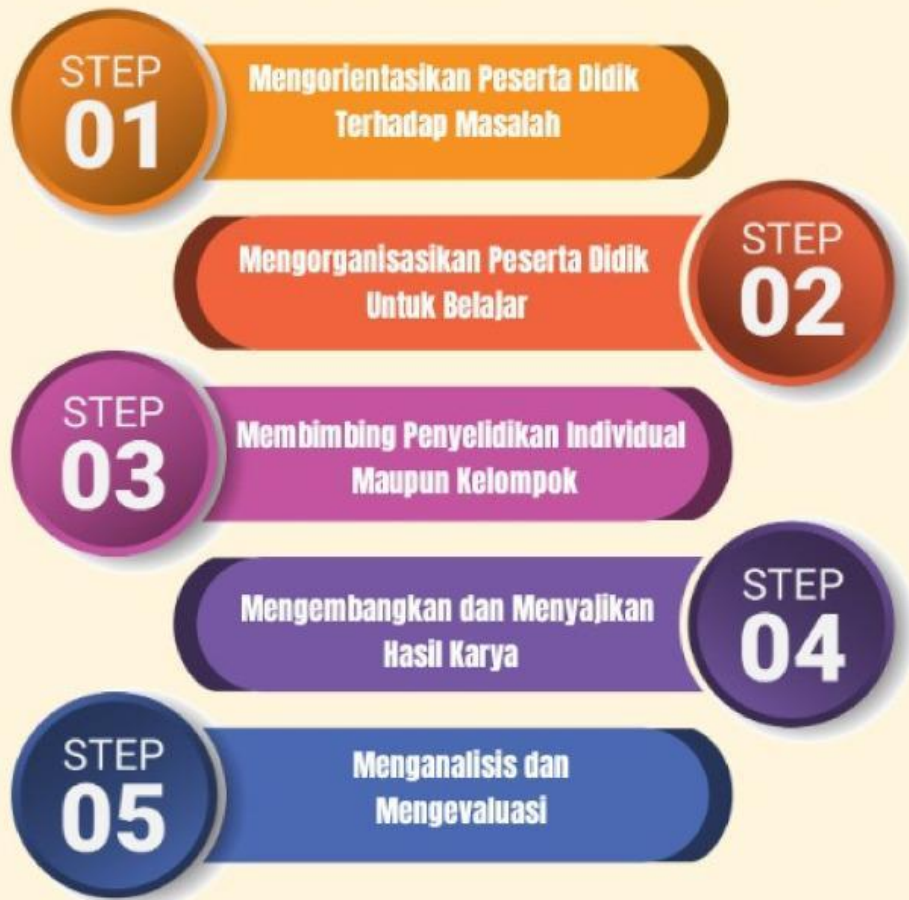 STEP
01
Mengorientasikan Peserta Didik
Terhadap Masalah
Mengorganisasikan Peserta Didik
Untuk Belajar
STEP
02
STEP
03
Membimbing Penyelidikan Individual
Maupun Kelompok
Mengembangkan dan Menyajikan
Hasil Karya
STEP
04
STEP
05
Menganalisis dan
Mengevaluasi